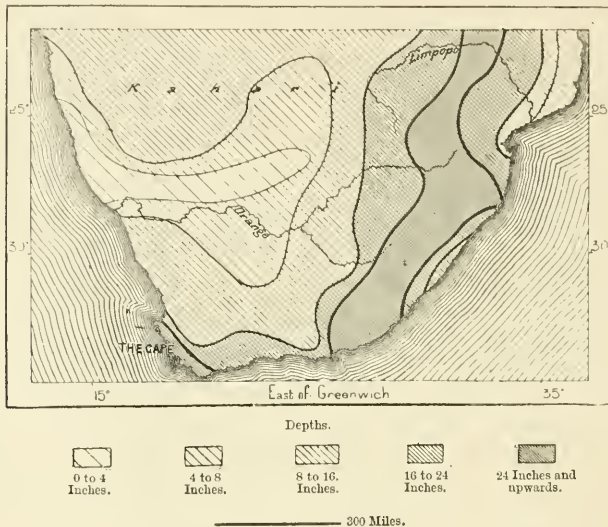 Limpopo
K a h a r i
25° 25°
Orange
30° 30°
THE CAPE
15° East of Greenwich 35°
Depths.
0 to 4 Inches.
4 to 8 Inches.
8 to 16. Inches.
16 to 24 Inches.
24 Inches and upwards.
300 Miles.